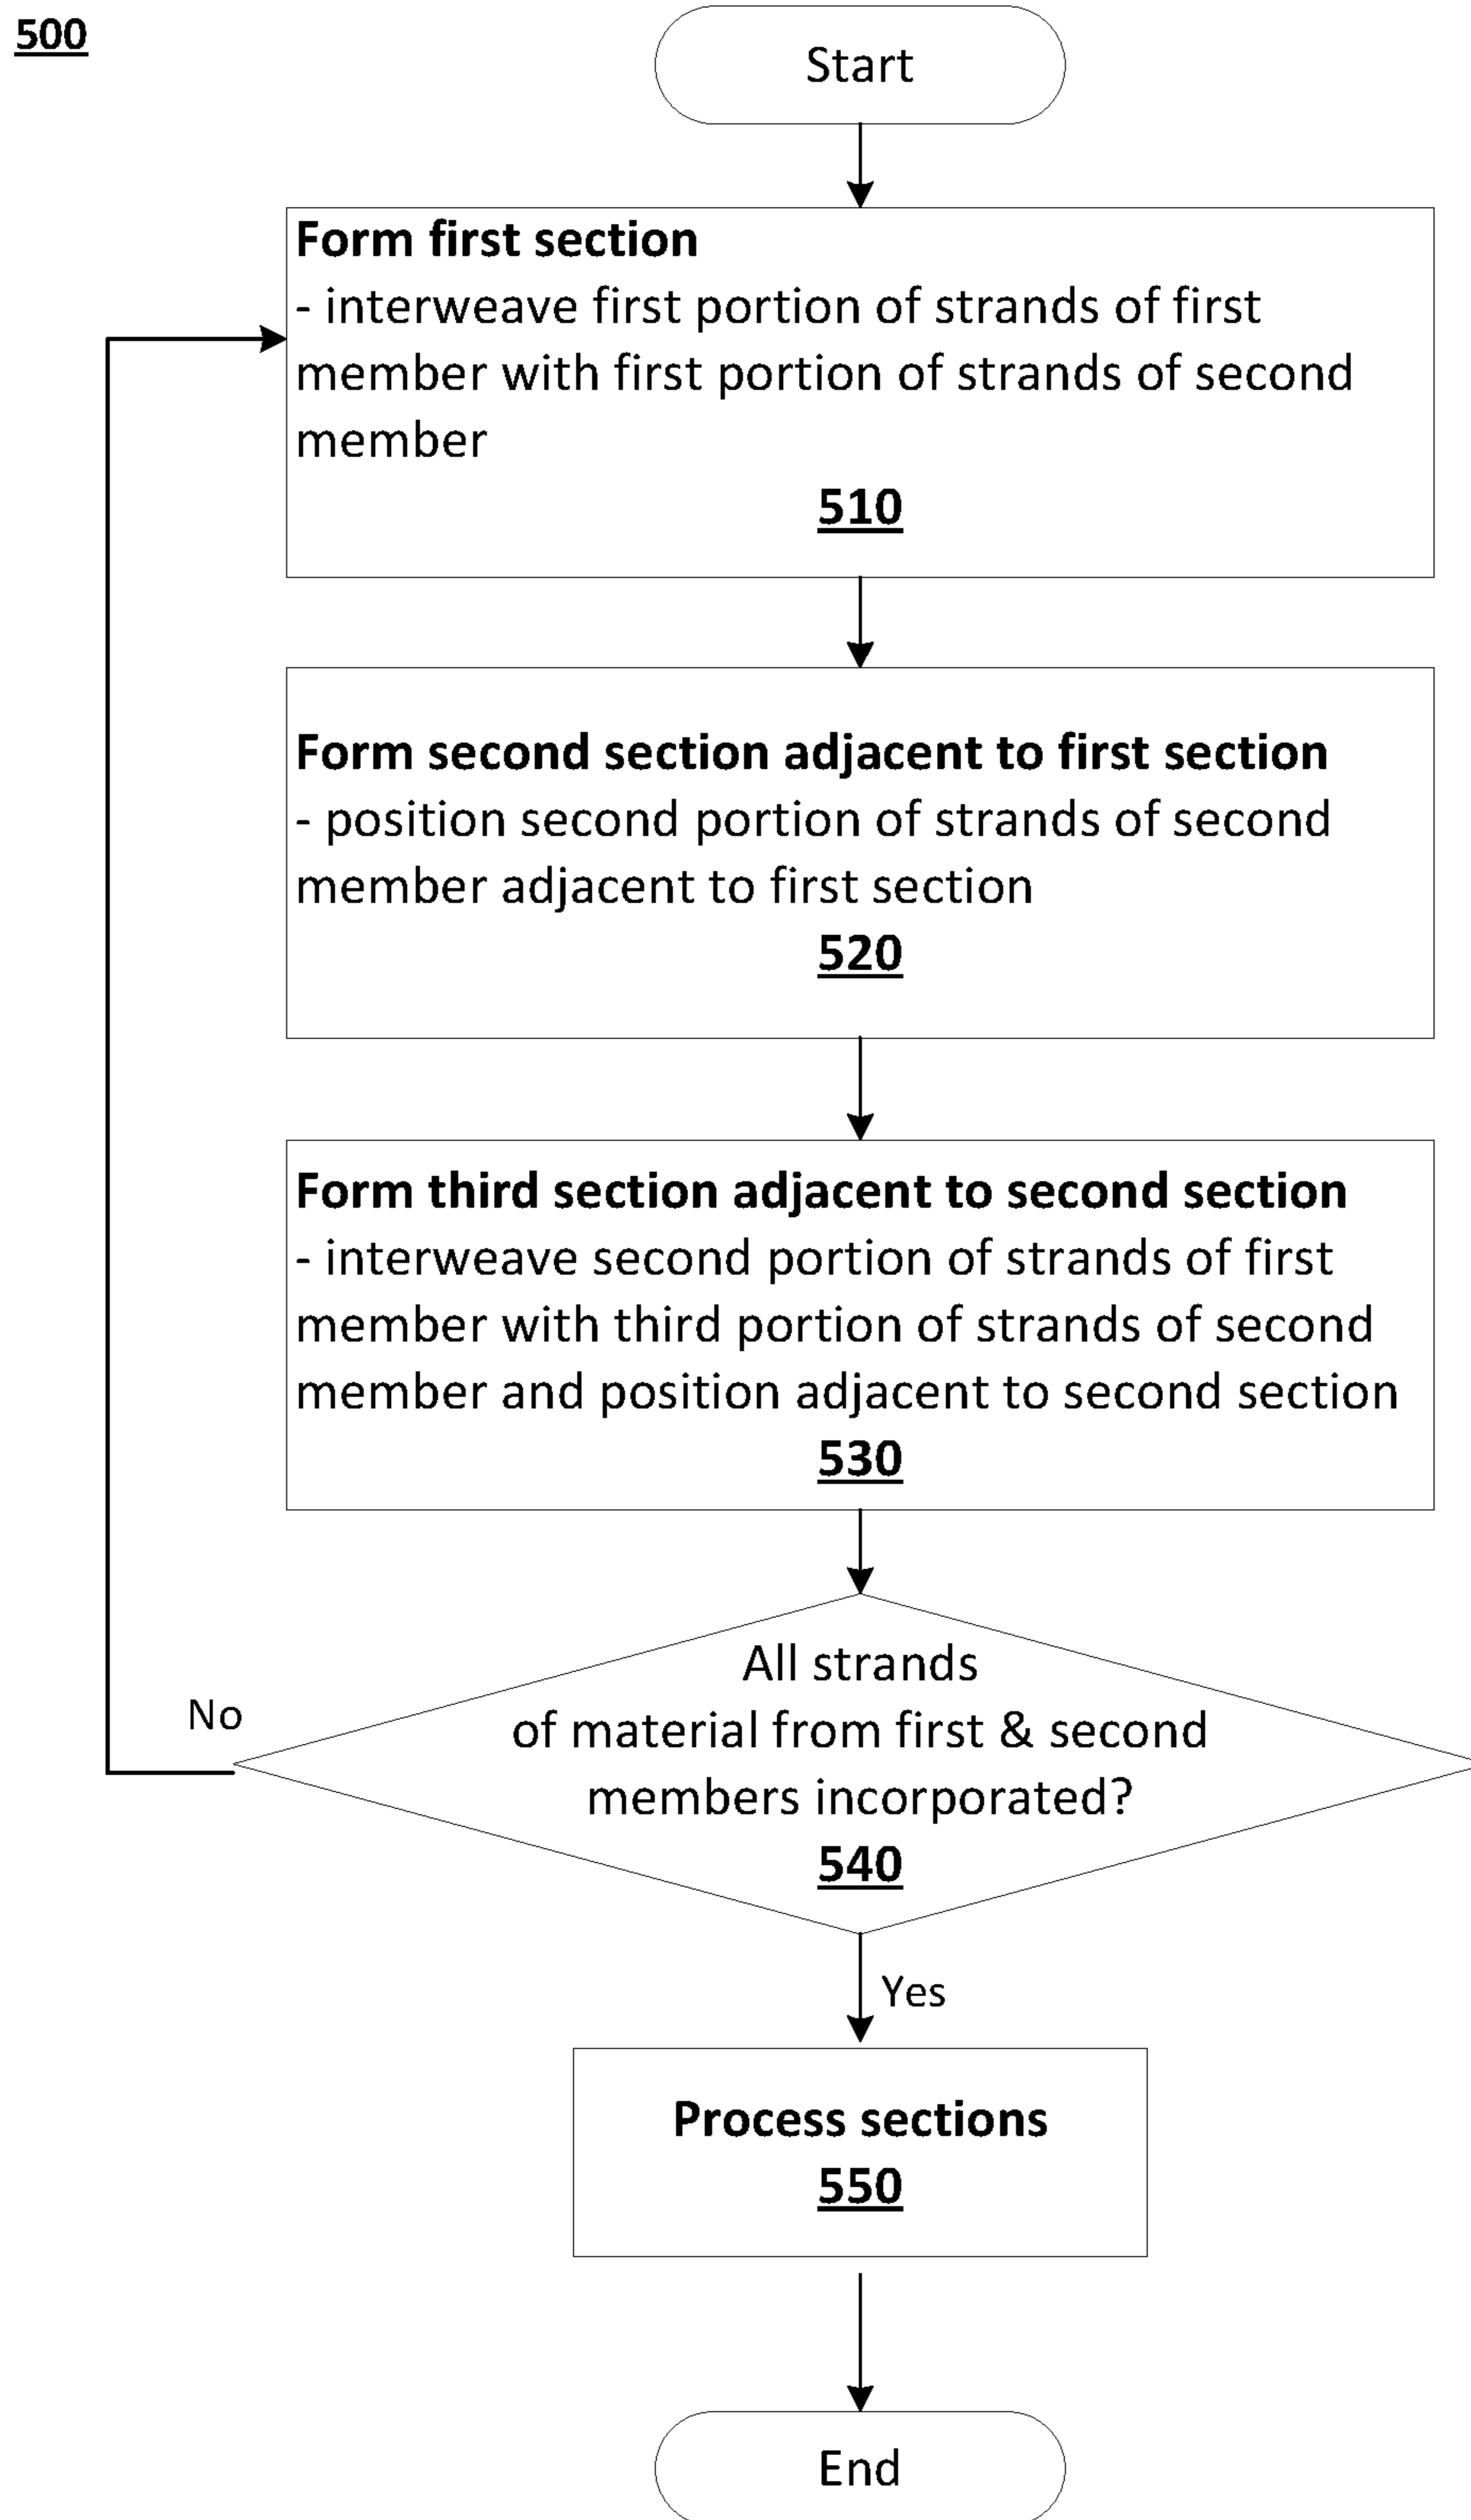 500
Start
Form first section
- interweave first portion of strands of first
member with first portion of strands of second
member
510
Form second section adjacent to first section
- position second portion of strands of second
member adjacent to first section
520
Form third section adjacent to second section
- interweave second portion of strands of first
member with third portion of strands of second
member and position adjacent to second section
530
All strands
of material from first & second
members incorporated?
540
No
Yes
Process sections
550
End